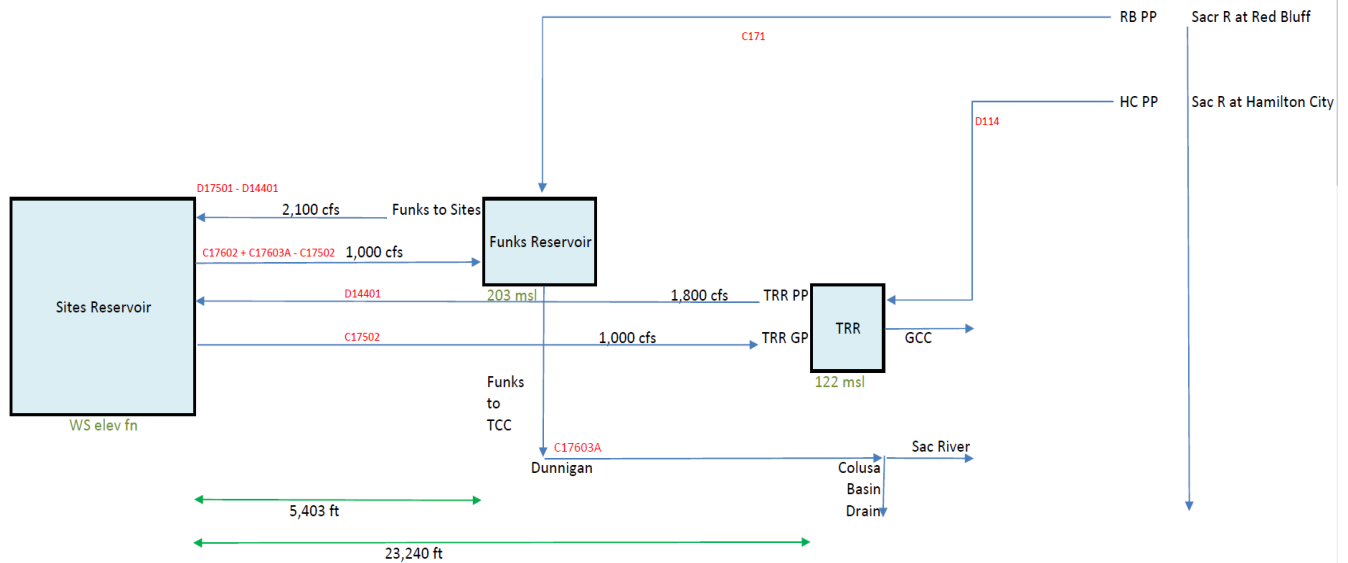 RB PP
Sacr R at Red Bluff
C171
HC PP
Sac R at Hamilton City
D114
D17501 - D14401
2,100 cfs
Funks to Sites
C17602 + C17603A - C17502
1,000 cfs
Funks Reservoir
203 msl
Sites Reservoir
D14401
1,800 cfs
TRR PP
TRR
C17502
1,000 cfs
TRR GP
GCC
122 msl
WS elev fn
Funks
to
TCC
C17603A
Dunnigan
Sac River
Colusa
Basin
Drain
5,403 ft
23,240 ft